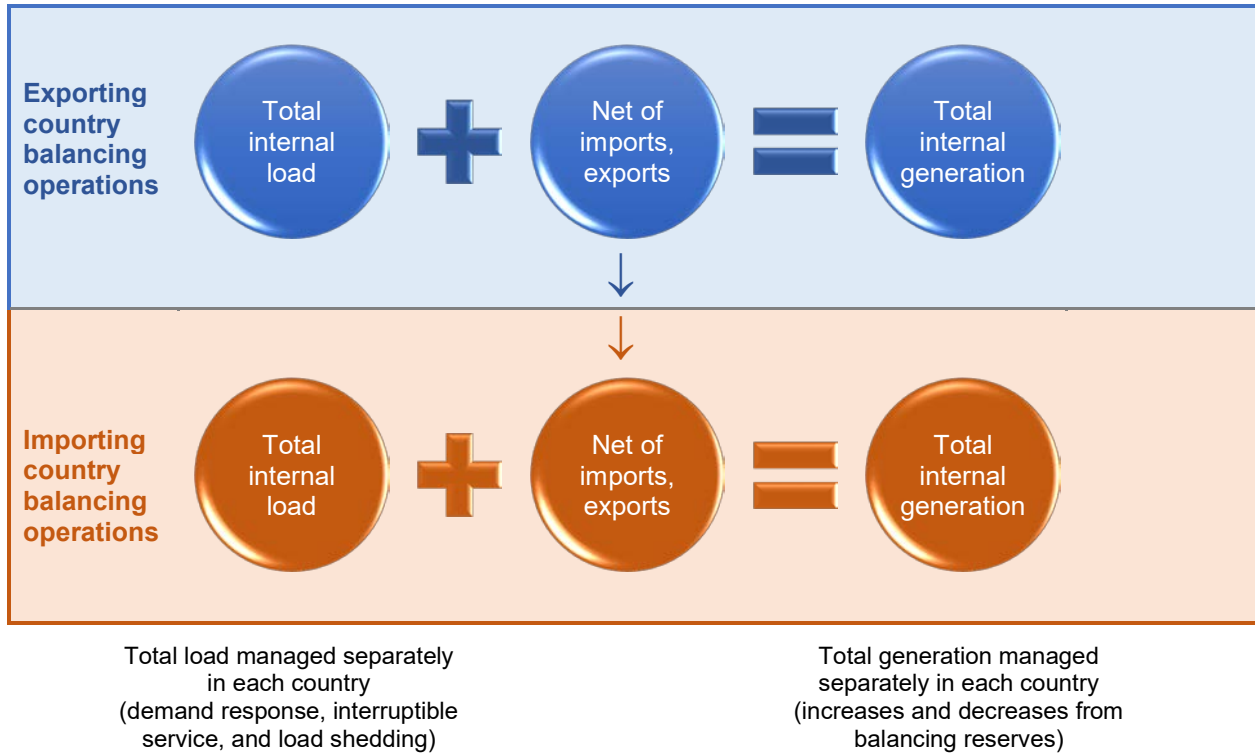 Exporting
country
balancing
operations
Total
internal
load
Net of
imports,
exports
Total
internal
generation
Importing
country
balancing
operations
Total
internal
load
Net of
imports,
exports
Total
internal
generation
Total load managed separately
in each country
(demand response, interruptible
service, and load shedding)
Total generation managed
separately in each country
(increases and decreases from
balancing reserves)